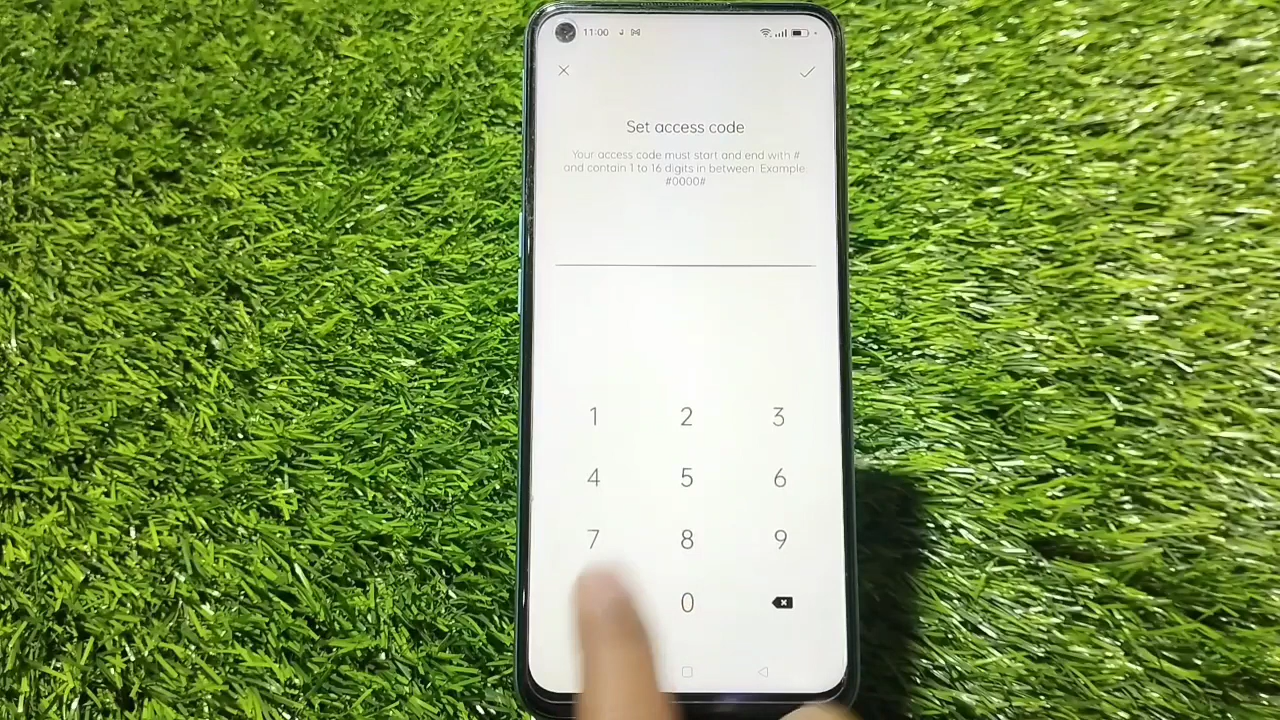 11:00
Set access code
Your access code must start and end with #
and contain 1 to 16 digits in between. Example:
#0000#
1 2 3
4 5 6
7 8 9
0